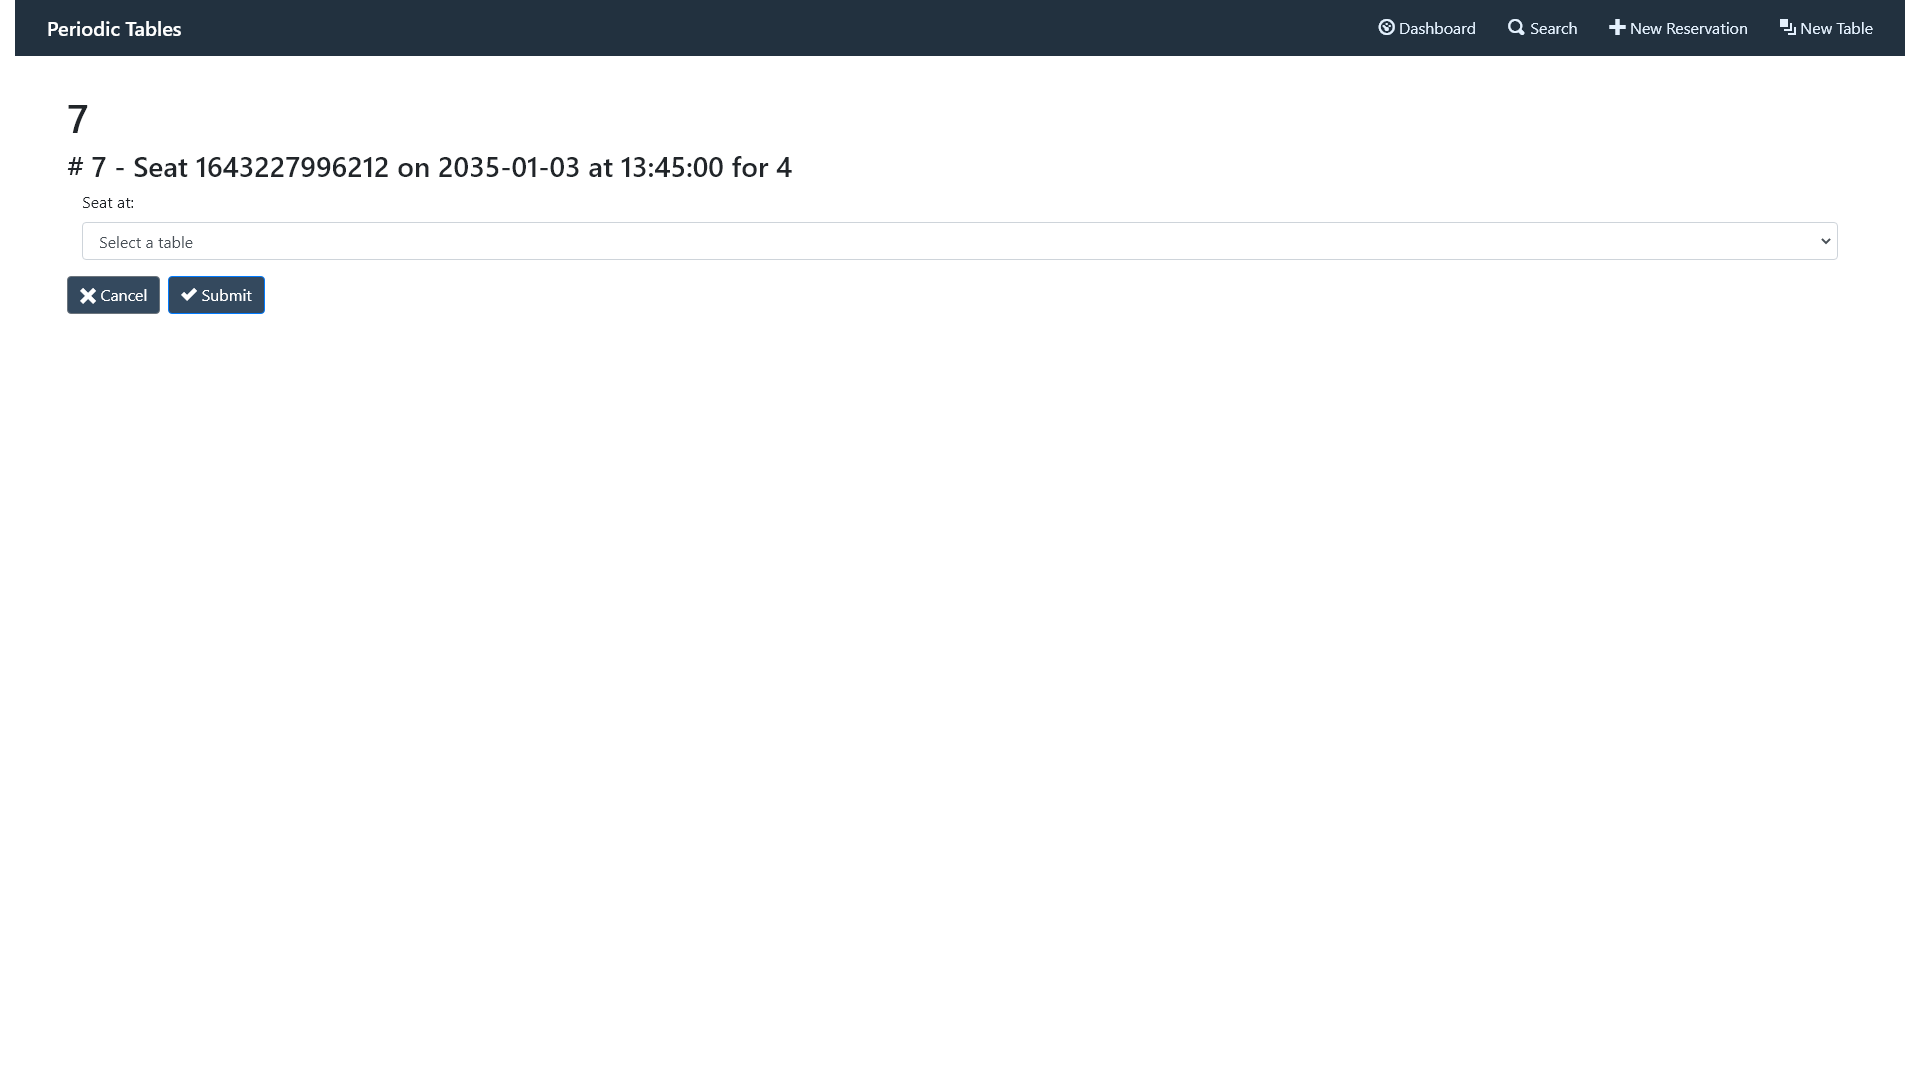 Periodic Tables
Dashboard
Search
New Reservation
New Table
7
# 7 - Seat 1643227996212 on 2035-01-03 at 13:45:00 for 4
Seat at:
Select a table
Cancel
Submit